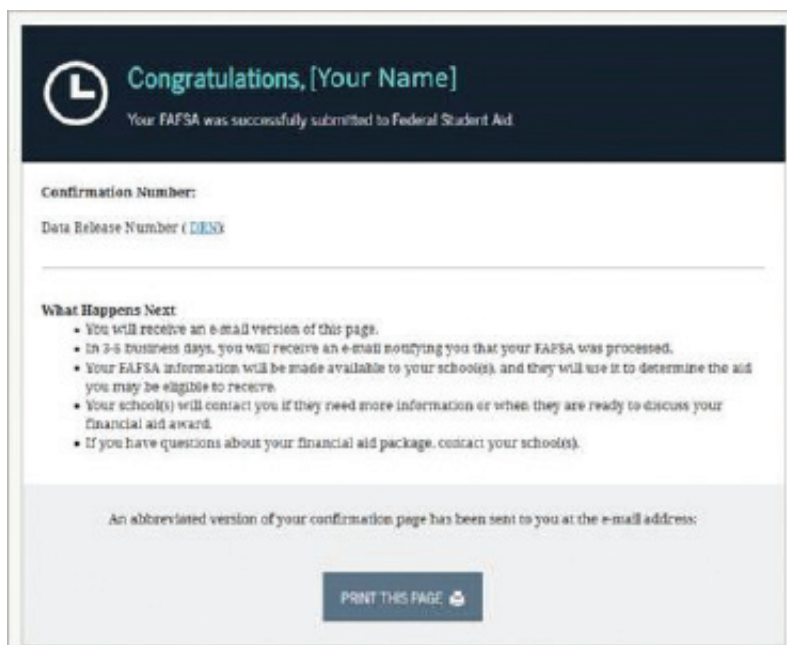 Congratulations, [Your Name]
Your FAFSA was successfully submitted to Federal Student Aid
Confirmation Number:
Data Release Number ( DRN):
What Happens Next
• You will receive an e-mail version of this page.
• In 3-5 business days, you will receive an e-mail notifying you that your FAFSA was processed.
• Your FAFSA information will be made available to your school(s), and they will use it to determine the aid
you may be eligible to receive.
• Your school(s) will contact you if they need more information or when they are ready to discuss your
financial aid award.
• If you have questions about your financial aid package, contact your school(s).
An abbreviated version of your confirmation page has been sent to you at the e-mail address:
PRINT THIS PAGE